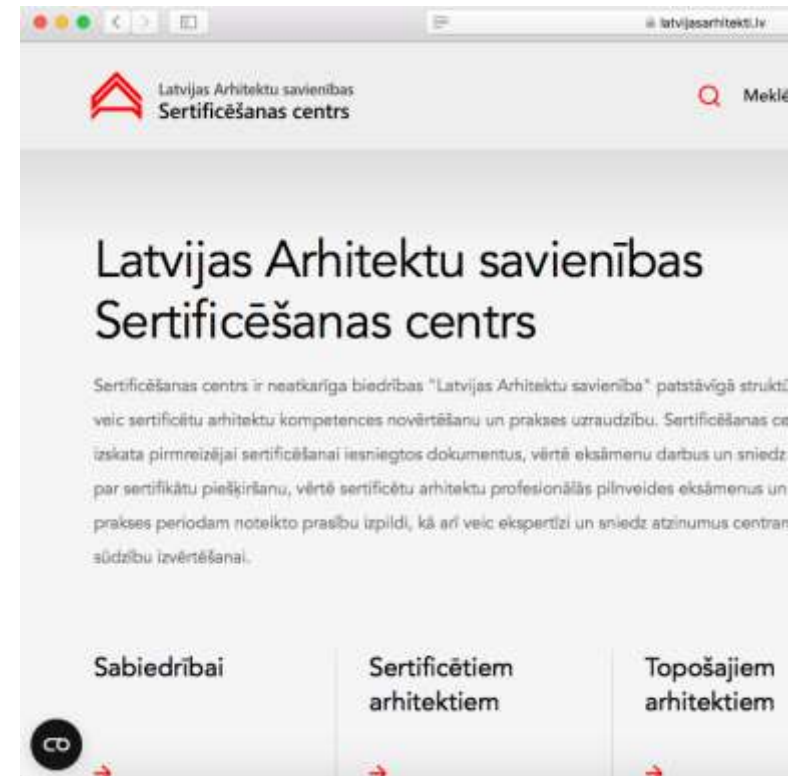 latvijasarhitekti.lv
Latvijas Arhitektu savienības
Sertificēšanas centrs
Meklē
Latvijas Arhitektu savienības
Sertificēšanas centrs
Sertificēšanas centrs ir neatkarīga biedrības "Latvijas Arhitektu savienība" patstāvīgā struktū
veic sertificētu arhitektu kompetences novērtēšanu un prakses uzraudzību. Sertificēšanas ce
izskata pirmreizējai sertificēšanai iesniegtos dokumentus, vērtē eksāmenu darbus un sniedz
par sertifikātu piešķiršanu, vērtē sertificētu arhitektu profesionālās pilnveides eksāmenus un
prakses periodam noteikto prasību izpildi, kā arī veic ekspertīzi un sniedz atzinumus centram
sūdzību izvērtēšanai.
Sabiedrībai
Sertificētiem
arhitektiem
Topošajiem
arhitektiem